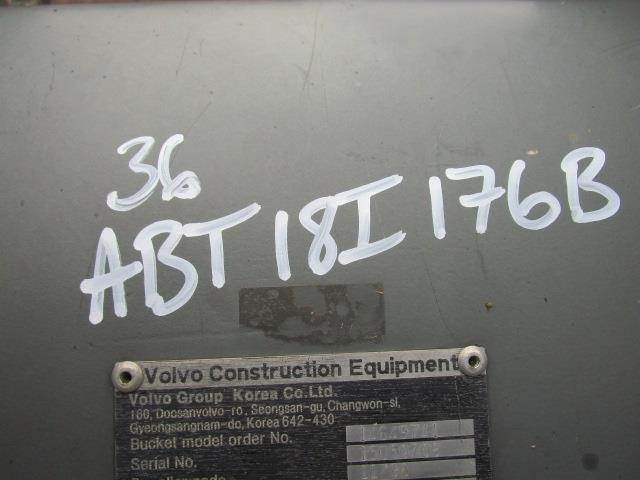 36
ABT 18I 176B
Volvo Construction Equipment
Volvo Group Korea Co.Ltd.
160, Doosanvolvo-ro, Seongsan-gu, Changwon-si,
Gyeongsangnam-do, Korea 642-430
Bucket model order No.
Serial No.